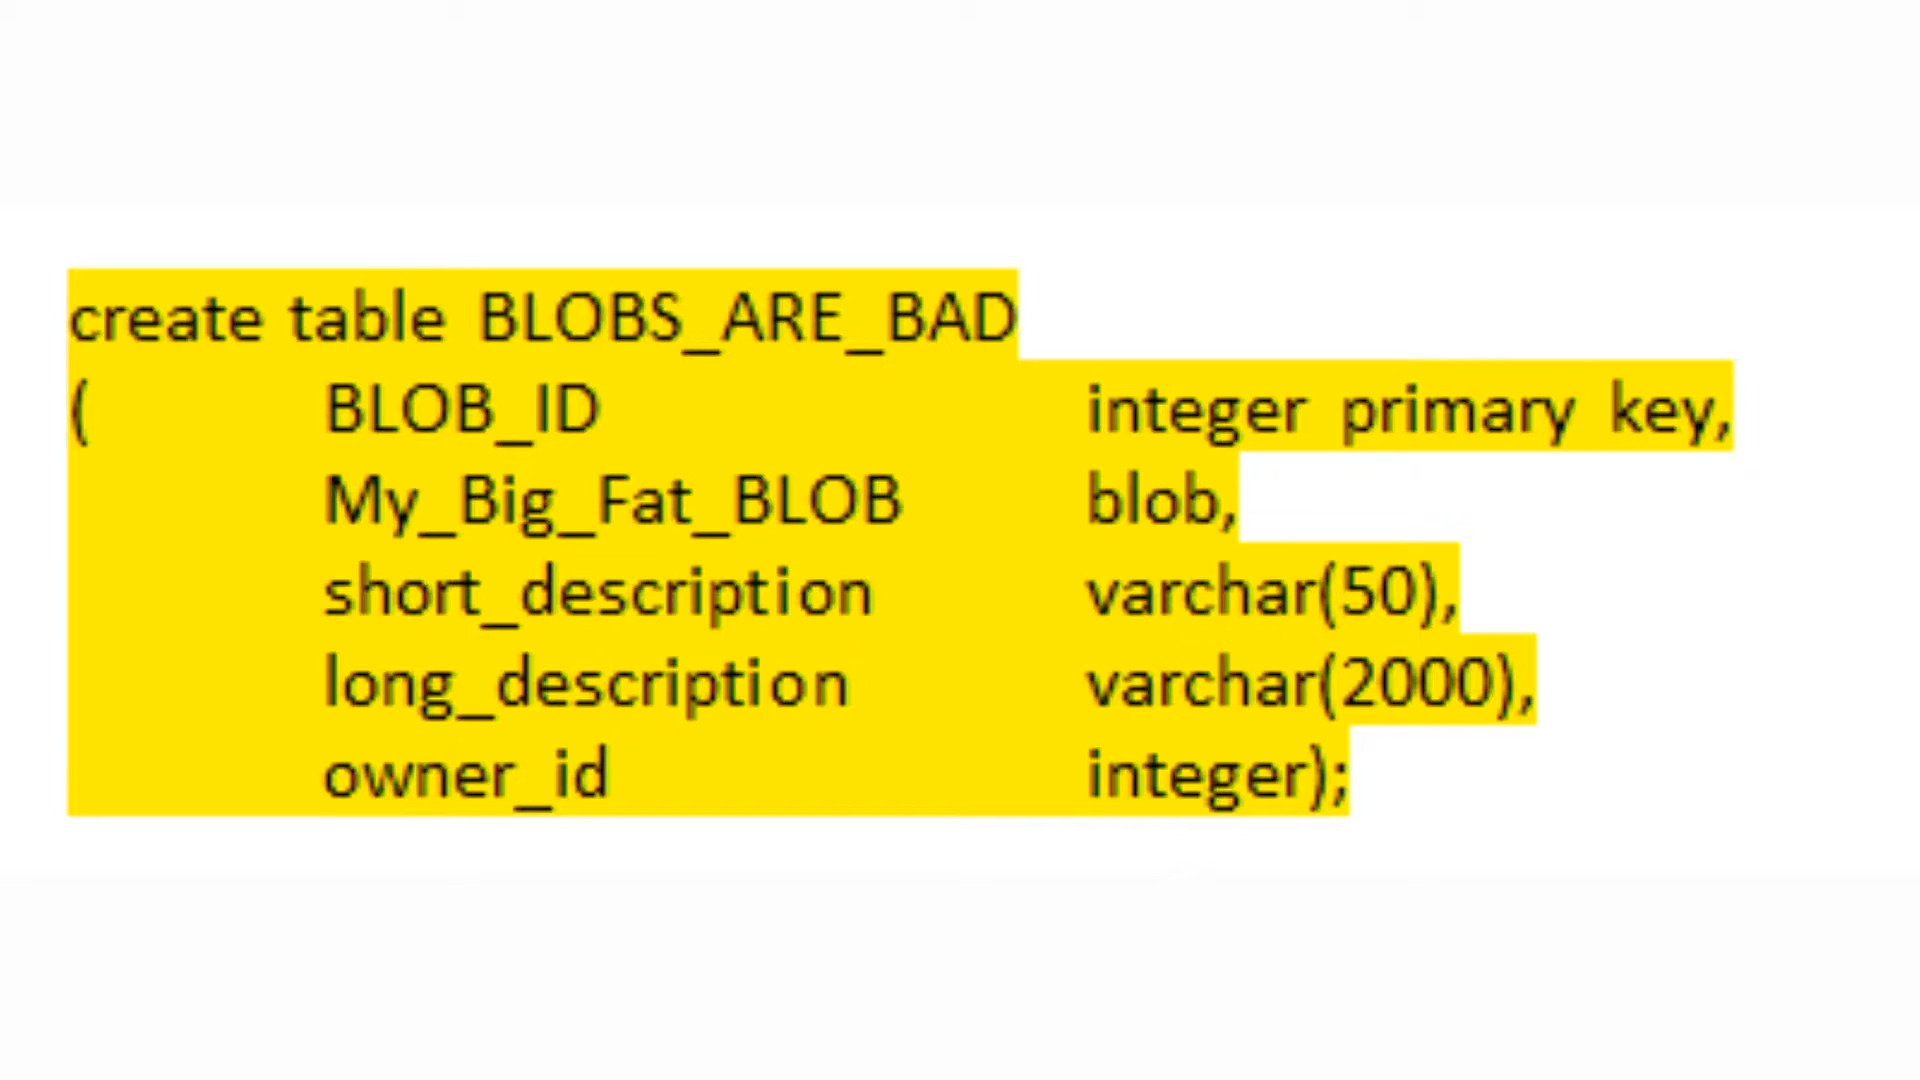 create table BLOBS_ARE_BAD
( BLOB_ID integer primary key,
My_Big_Fat_BLOB blob,
short_description varchar(50),
long_description varchar(2000),
owner_id integer);